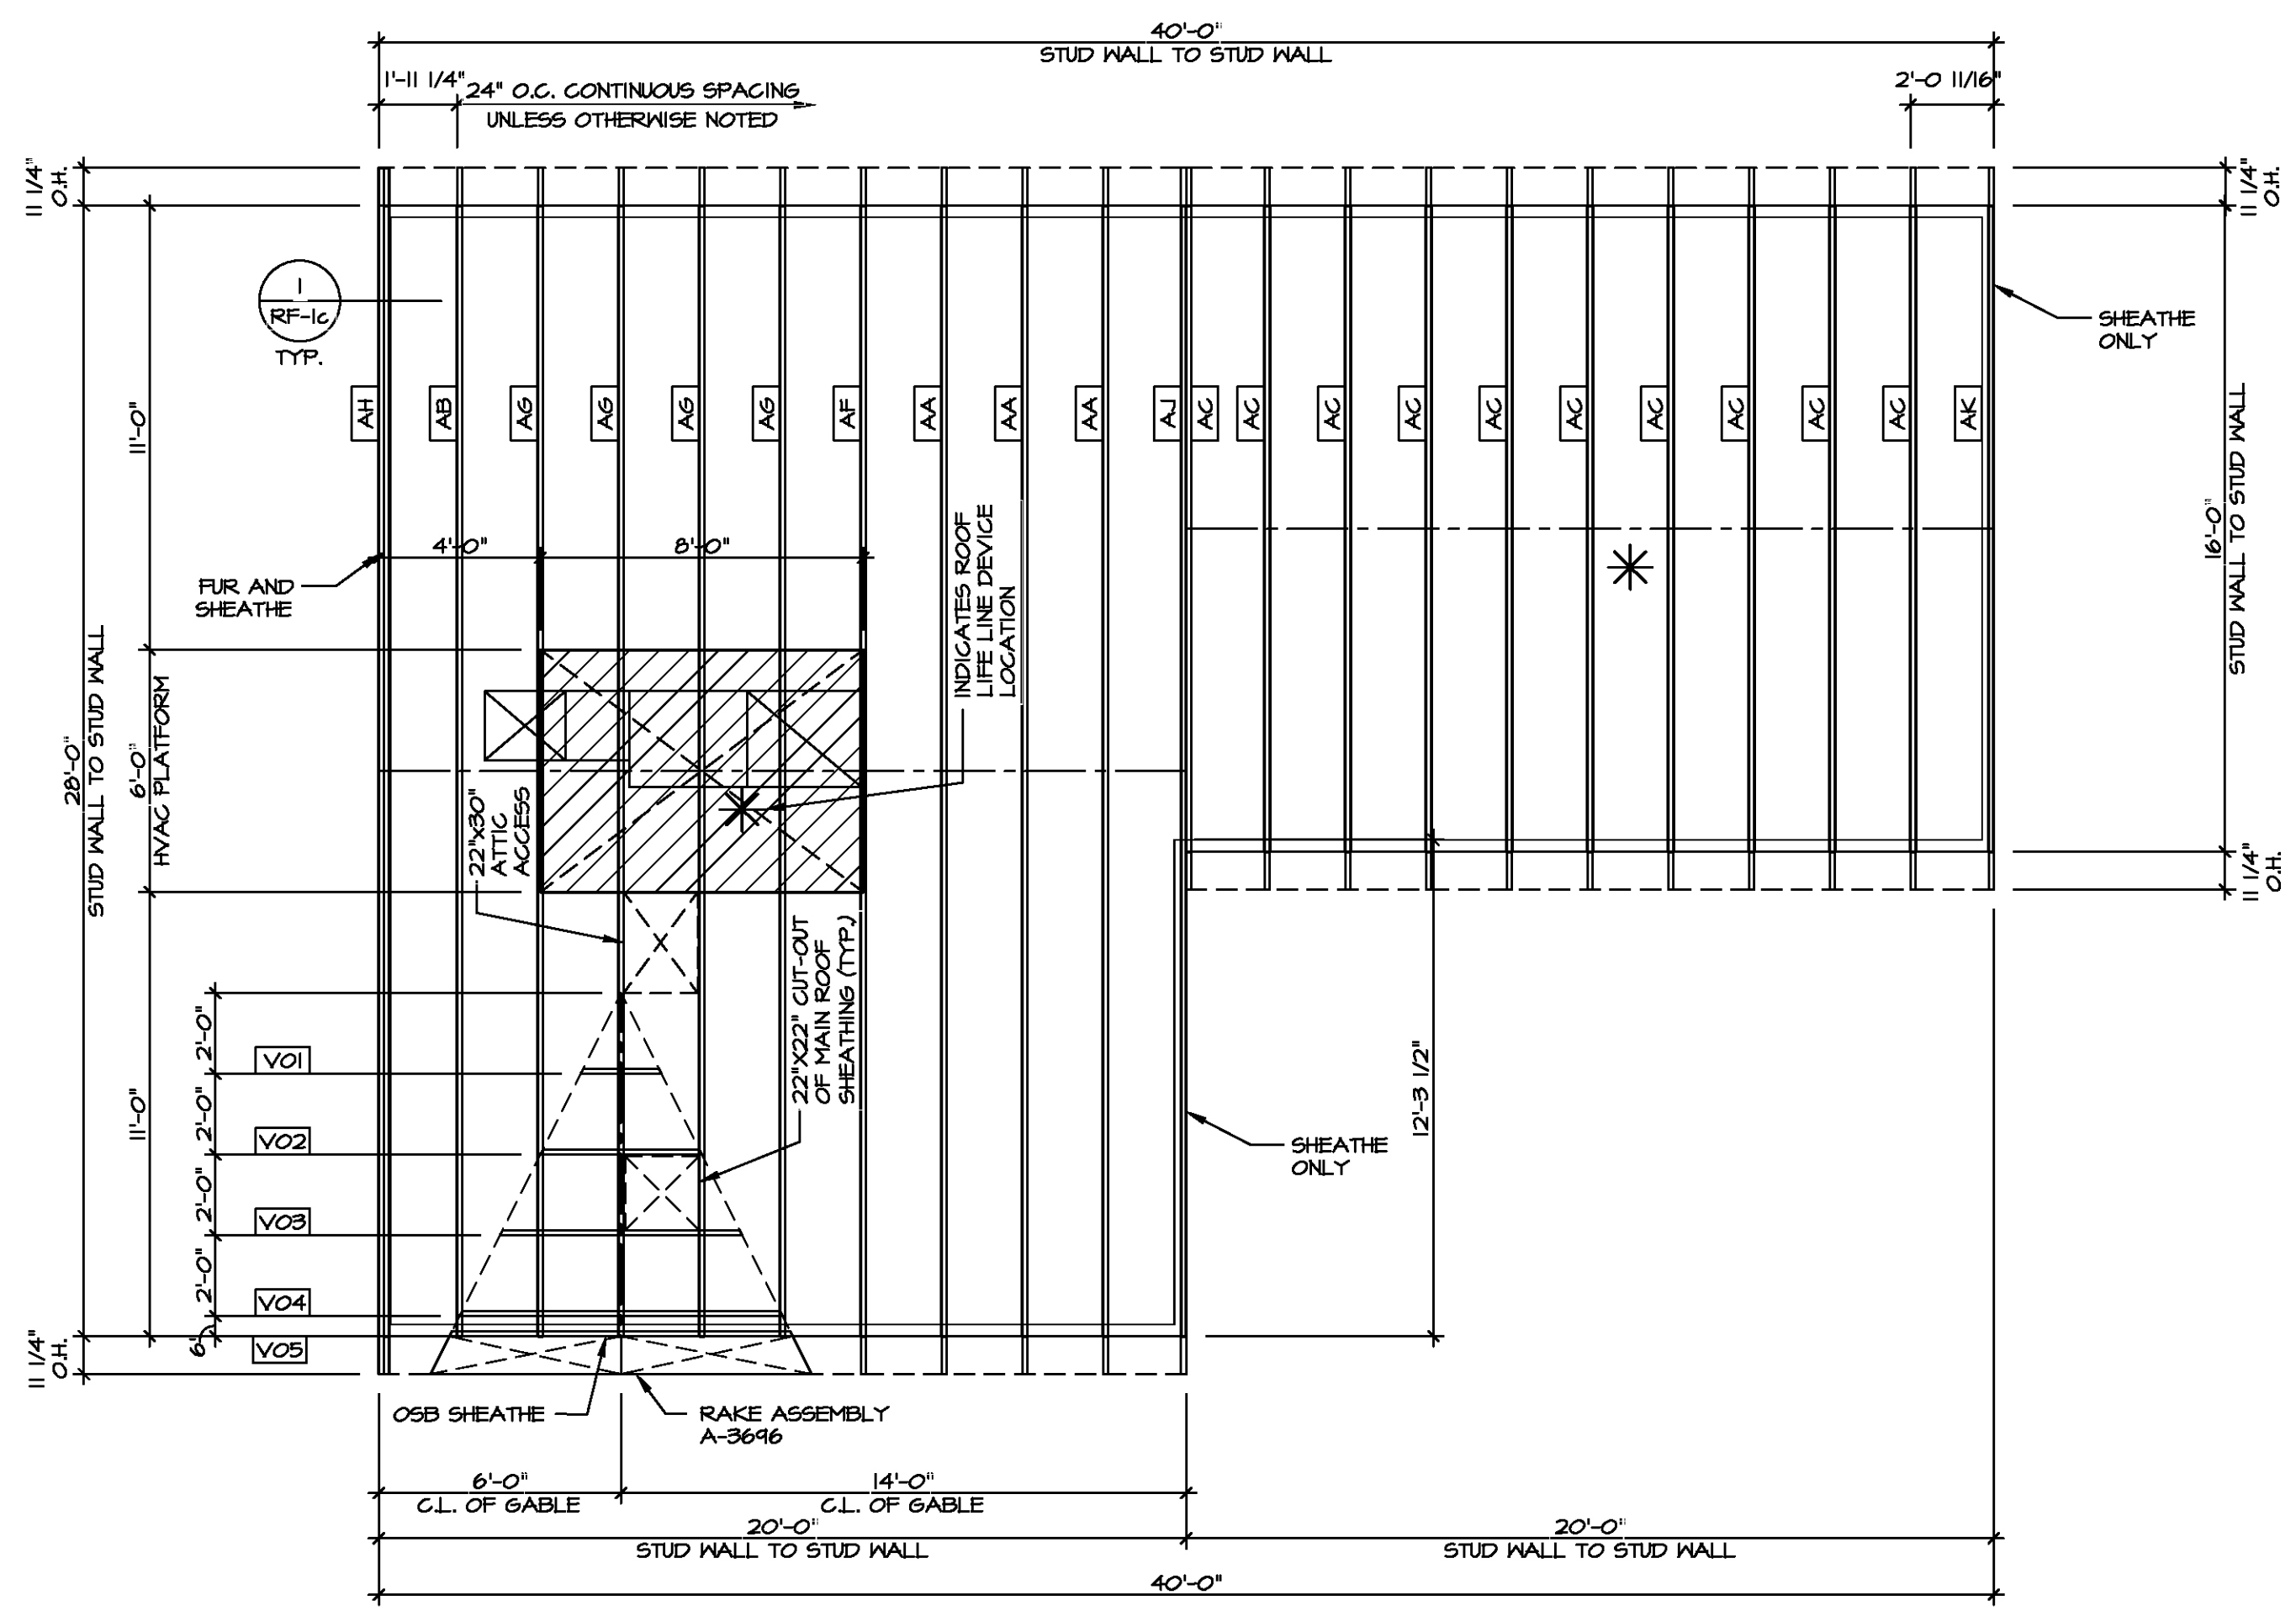 40'-0"
STUD WALL TO STUD WALL
1'-11 1/4"
24" O.C. CONTINUOUS SPACING
UNLESS OTHERWISE NOTED
2'-0 11/16"
11 1/4"
O.H.
11 1/4"
O.H.
1
RF-1c
TYP.
SHEATHE
ONLY
AH
AB
AG
AG
AG
AG
AF
AA
AA
AA
AJ
AC
AC
AC
AC
AC
AC
AC
AC
AC
AC
AK
11'-0"
16'-0"
STUD WALL TO STUD WALL
4'-0"
8'-0"
FUR AND
SHEATHE
INDICATES ROOF
LIFE LINE DEVICE
LOCATION
28'-0"
STUD WALL TO STUD WALL
6'-0"
HVAC PLATFORM
22"x30"
ATTIC
ACCESS
22"X22" CUT-OUT
OF MAIN ROOF
SHEATHING (TYP.)
11 1/4"
O.H.
2'-0"
V01
2'-0"
V02
11'-0"
2'-0"
V03
2'-0"
V04
6"
V05
12'-3 1/2"
SHEATHE
ONLY
11 1/4"
O.H.
OSB SHEATHE
RAKE ASSEMBLY
A-3696
6'-0"
C.L. OF GABLE
14'-0"
C.L. OF GABLE
20'-0"
STUD WALL TO STUD WALL
20'-0"
STUD WALL TO STUD WALL
40'-0"